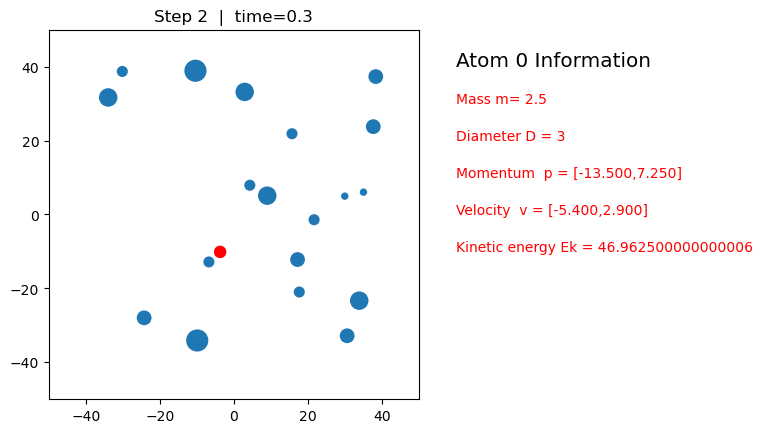 Step 2 | time=0.3
Atom 0 Information
Mass m= 2.5
Diameter D = 3
Momentum p = [-13.500,7.250]
Velocity v = [-5.400,2.900]
Kinetic energy Ek = 46.962500000000006
40
20
0
−20
−40
−40 −20 0 20 40